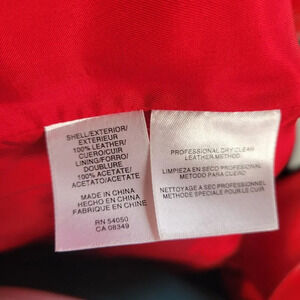 SHELL/EXTERIOR/
EXTERIEUR
100% LEATHER/
CUERO/CUIR
LINING/FORRO/
DOUBLURE
100% ACETATE/
ACETATO/ACETATE
MADE IN CHINA
HECHO EN CHINA
FABRIQUE EN CHINE
RN 54050
CA 08349
PROFESSIONAL DRY CLEAN
LEATHER METHOD.
LIMPIEZA EN SECO PROFESIONAL
METODO PARA CUERO.
NETTOYAGE A SEC PROFESSIONNEL
METHODE SPECIALE POUR LE CUIR